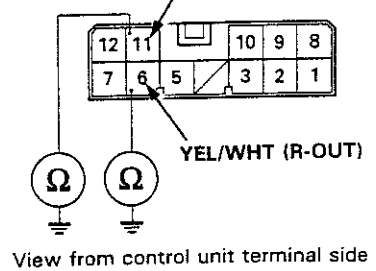 12 11 10 9 8
7 6 5 3 2 1
YEL/WHT (R-OUT)
Ω Ω
View from control unit terminal side